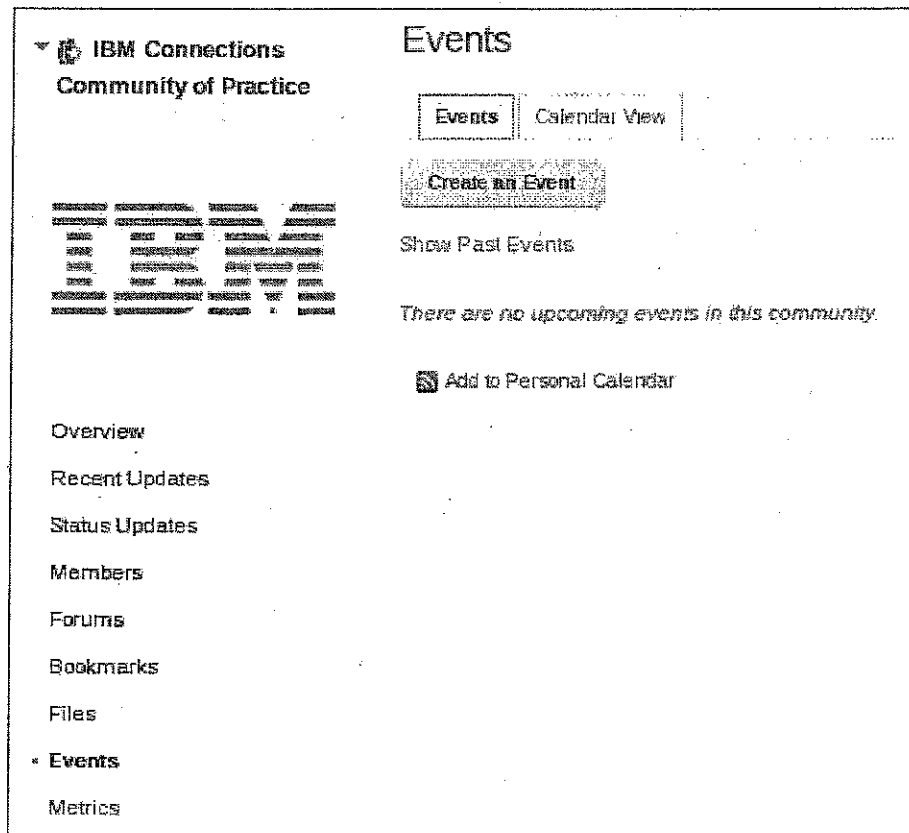 IBM Connections
Community of Practice
IBM
Overview
Recent Updates
Status Updates
Members
Forums
Bookmarks
Files
Events
Metrics
Events
Events
Calendar View
Create an Event
Show Past Events
There are no upcoming events in this community.
Add to Personal Calendar